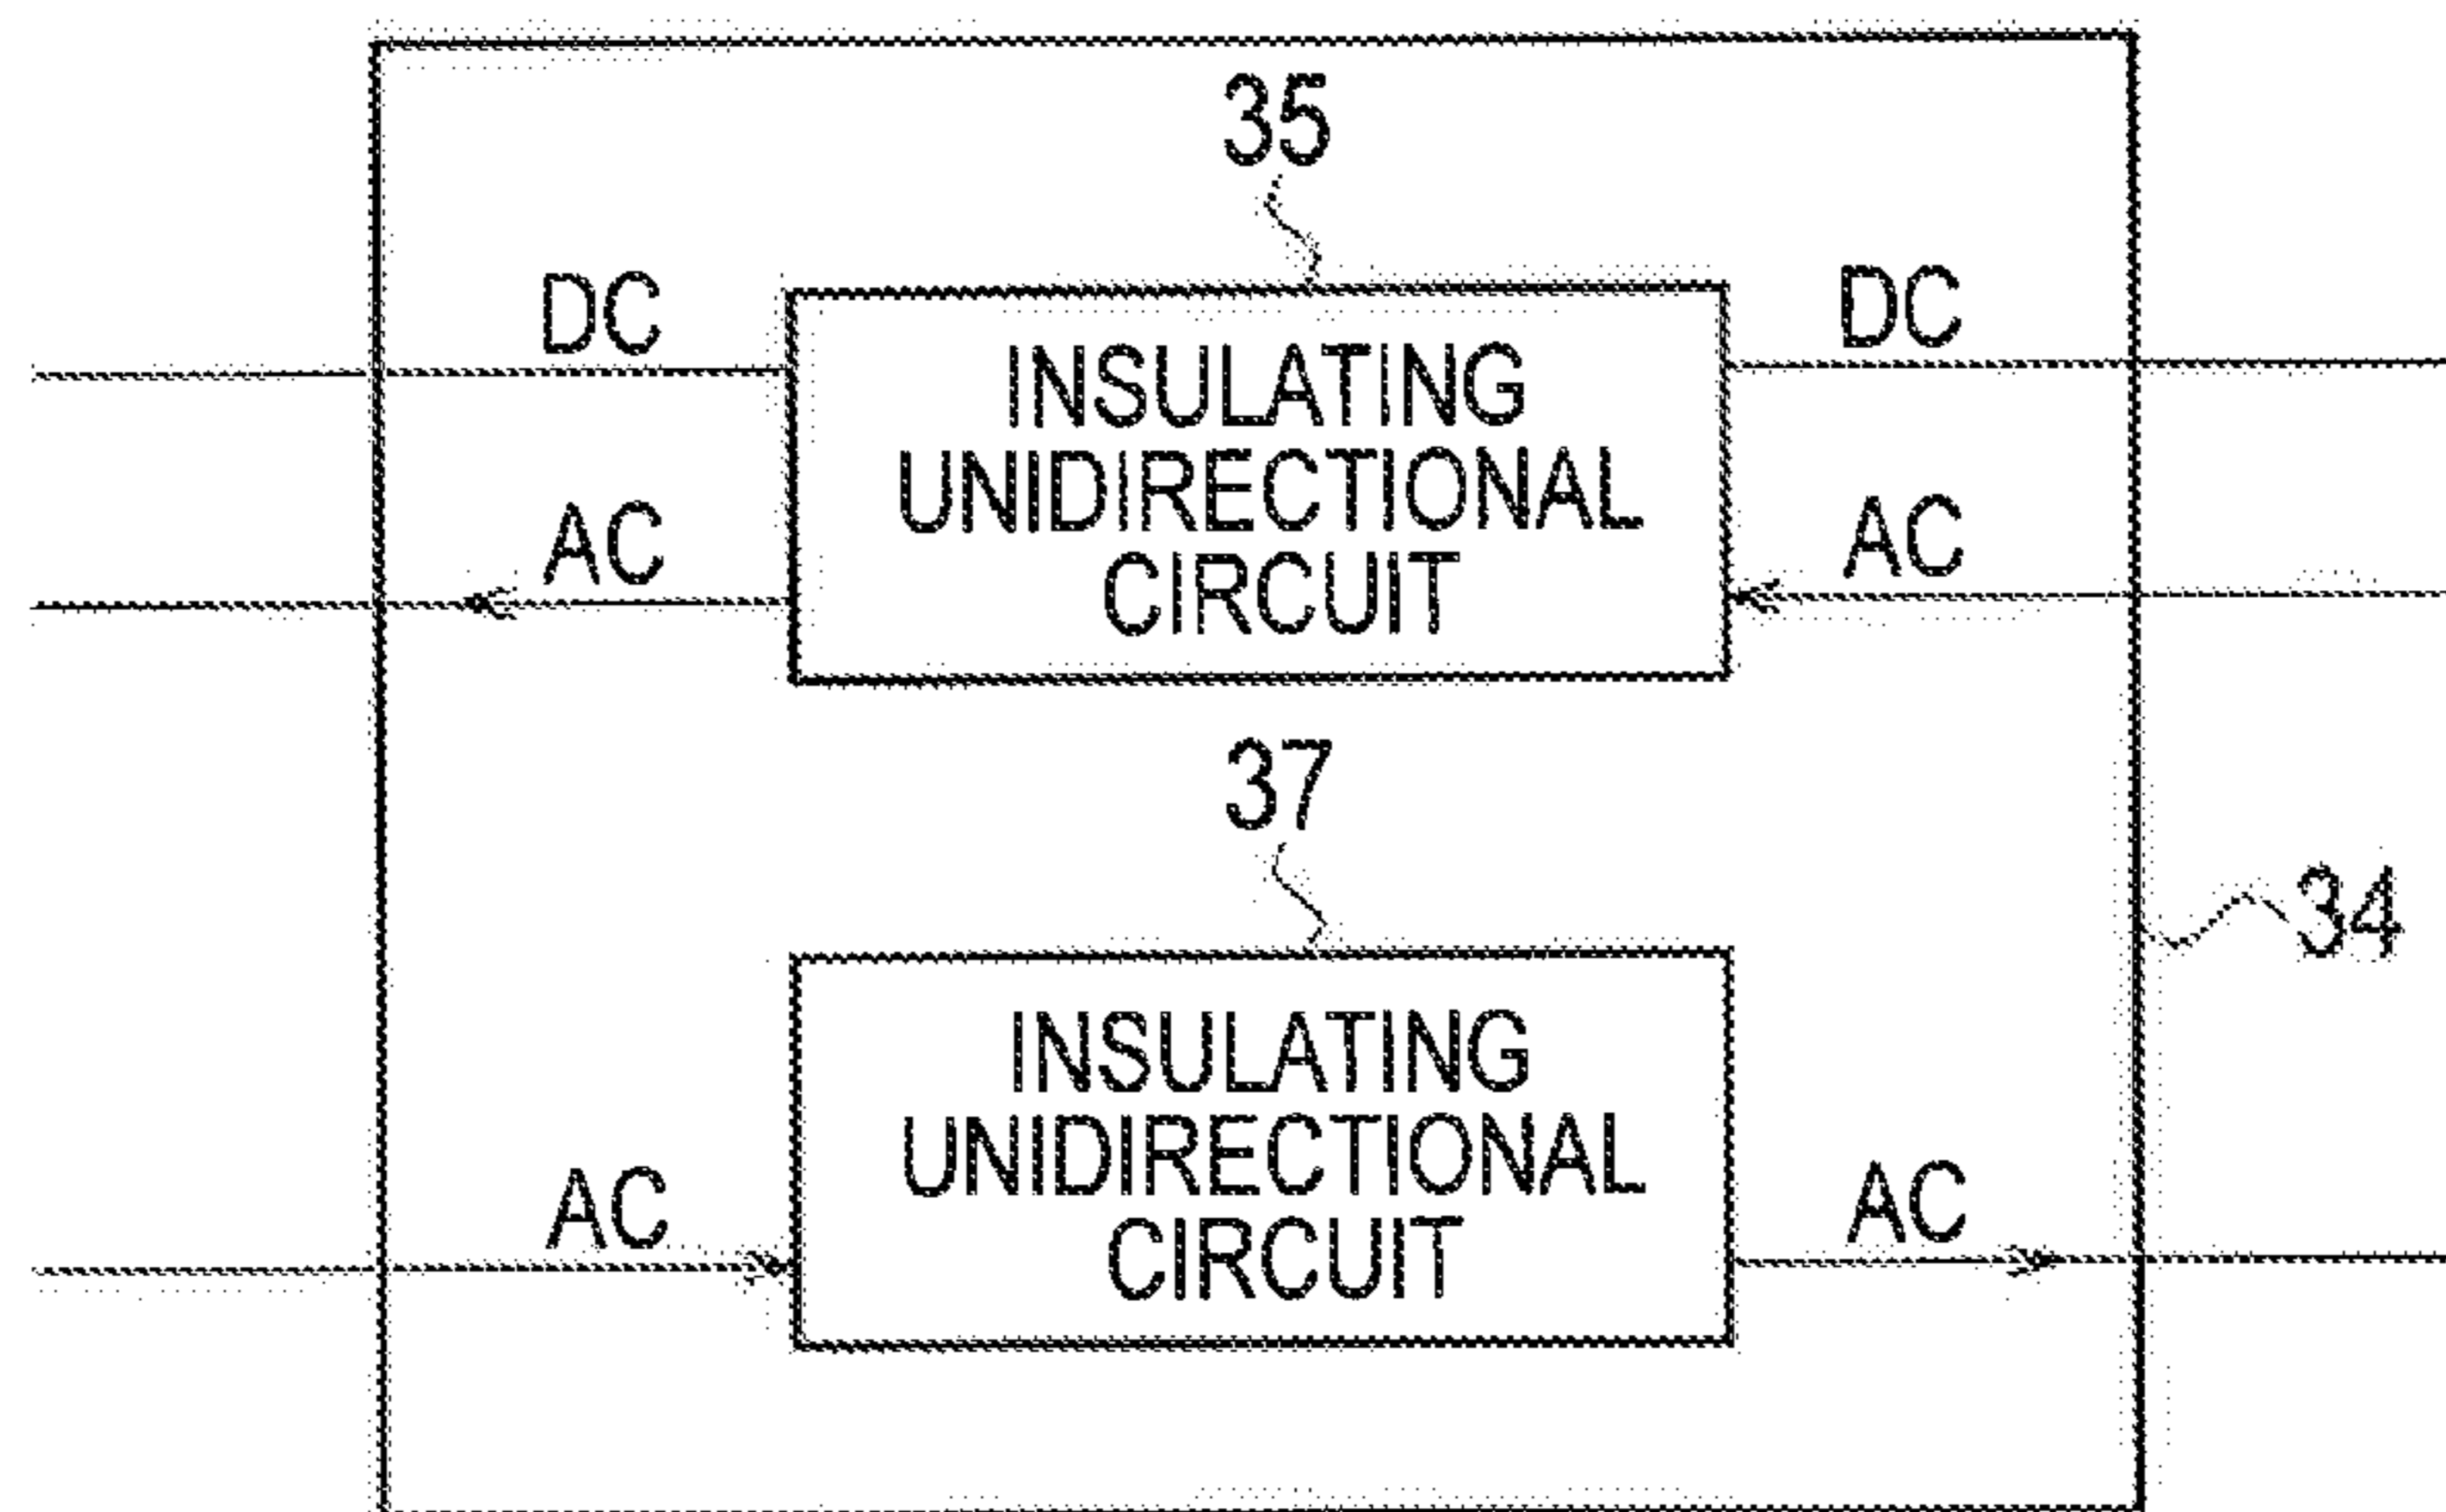 35
DC
DC
INSULATING
UNIDIRECTIONAL
CIRCUIT
AC
AC
37
34
INSULATING
UNIDIRECTIONAL
CIRCUIT
AC
AC